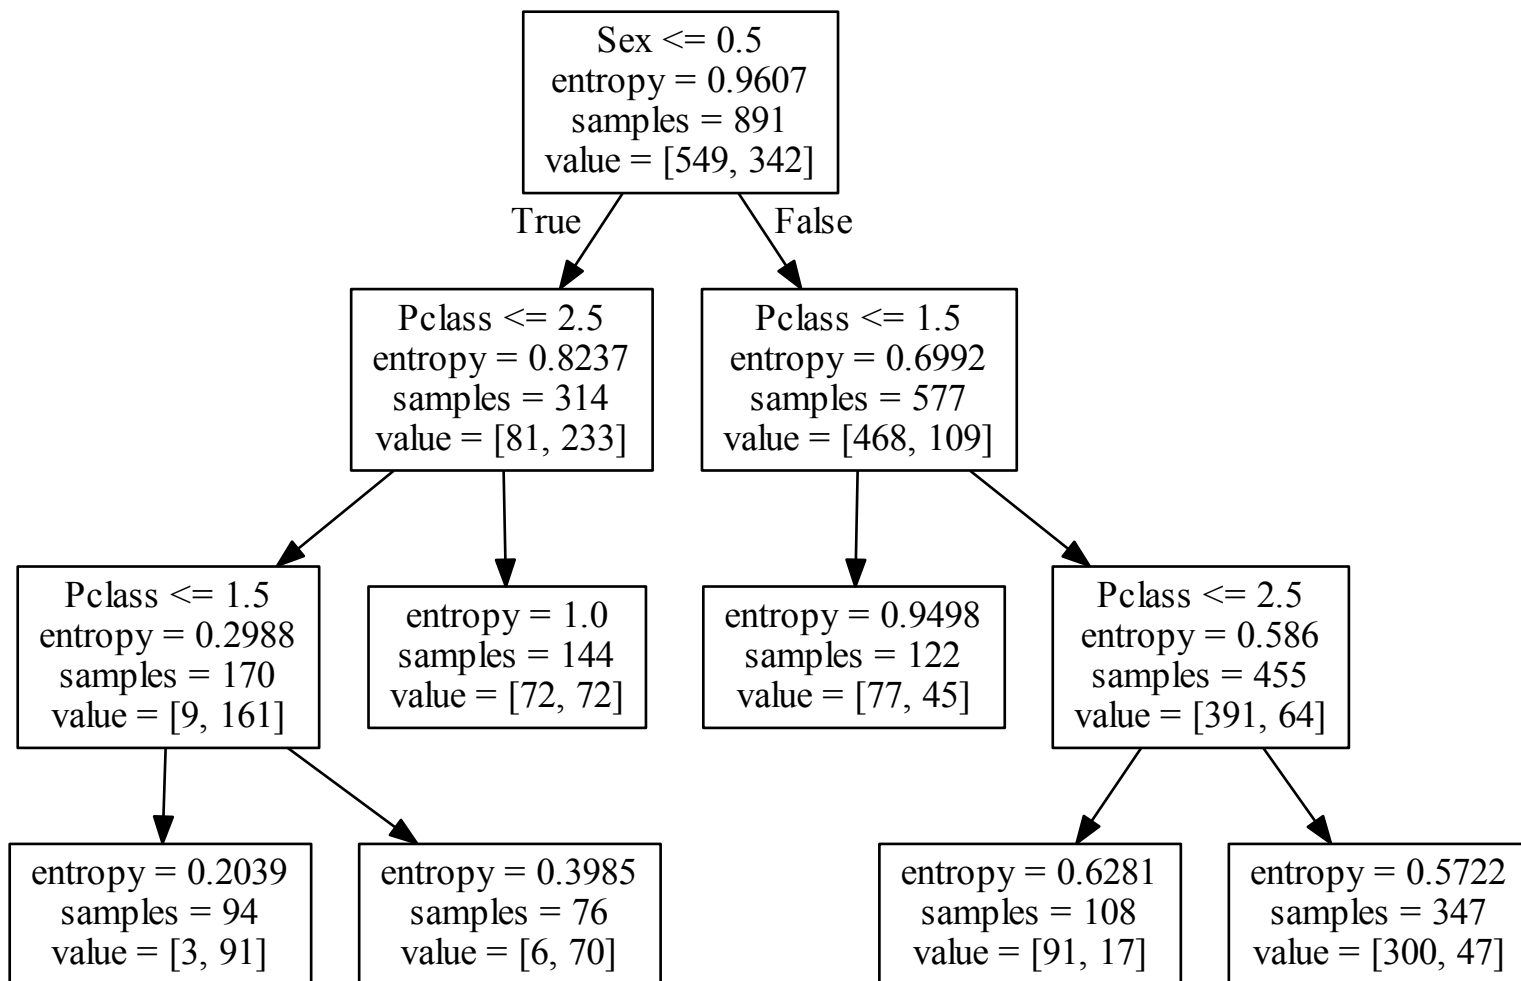 Sex <= 0.5
entropy = 0.9607
samples = 891
value = [549, 342]
True
False
Pclass <= 2.5
entropy = 0.8237
samples = 314
value = [81, 233]
Pclass <= 1.5
entropy = 0.6992
samples = 577
value = [468, 109]
Pclass <= 1.5
entropy = 0.2988
samples = 170
value = [9, 161]
entropy = 1.0
samples = 144
value = [72, 72]
entropy = 0.9498
samples = 122
value = [77, 45]
Pclass <= 2.5
entropy = 0.586
samples = 455
value = [391, 64]
entropy = 0.2039
samples = 94
value = [3, 91]
entropy = 0.3985
samples = 76
value = [6, 70]
entropy = 0.6281
samples = 108
value = [91, 17]
entropy = 0.5722
samples = 347
value = [300, 47]